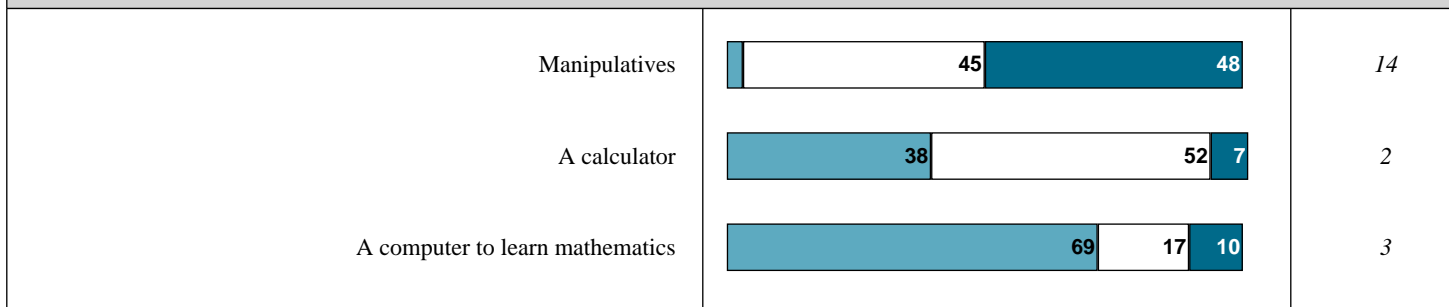 Manipulatives 45 48 14
A calculator 38 52 7 2
A computer to learn mathematics 69 17 10 3